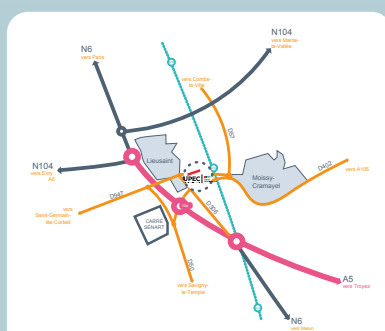 N104
vers Marne-
la-Vallée
N6
vers Paris
vers Combs-
la-Ville
D57
Lieusaint
UPEC
Moissy-
Cramayel
D402
vers A105
N104
vers Evry
A6
D947
D306
vers
Saint-Germain-
lès-Corbeil
CARRÉ
SÉNART
D50
vers Savigny-
le-Temple
A5
vers Troyes
N6
vers Melun